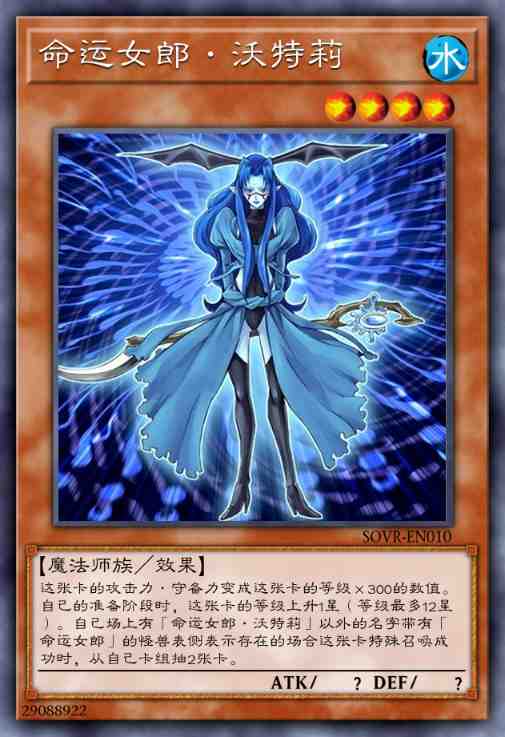 命运女郎·沃特莉
水
SOVR-EN010
【魔法师族／效果】
这张卡的攻击力·守备力变成这张卡的等级×300的数值。
自己的准备阶段时，这张卡的等级上升1星（等级最多12星
）。自己场上有「命运女郎·沃特莉」以外的名字带有「
命运女郎」的怪兽表侧表示存在的场合这张卡特殊召唤成
功时，从自己卡组抽2张卡。
ATK/ ? DEF/ ?
29088922